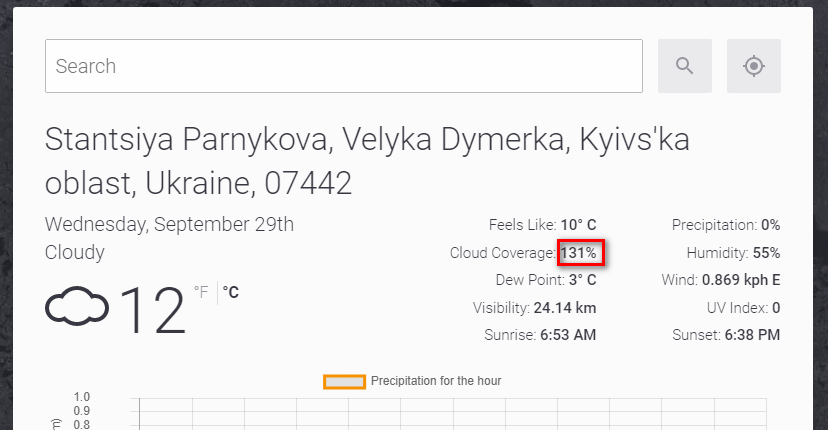 Search
Stantsiya Parnykova, Velyka Dymerka, Kyivs'ka
oblast, Ukraine, 07442
Wednesday, September 29th
Cloudy
12 °F °C
Feels Like: 10° C
Cloud Coverage: 131%
Dew Point: 3° C
Visibility: 24.14 km
Sunrise: 6:53 AM
Precipitation: 0%
Humidity: 55%
Wind: 0.869 kph E
UV Index: 0
Sunset: 6:38 PM
Precipitation for the hour
1.0
0.9
0.8